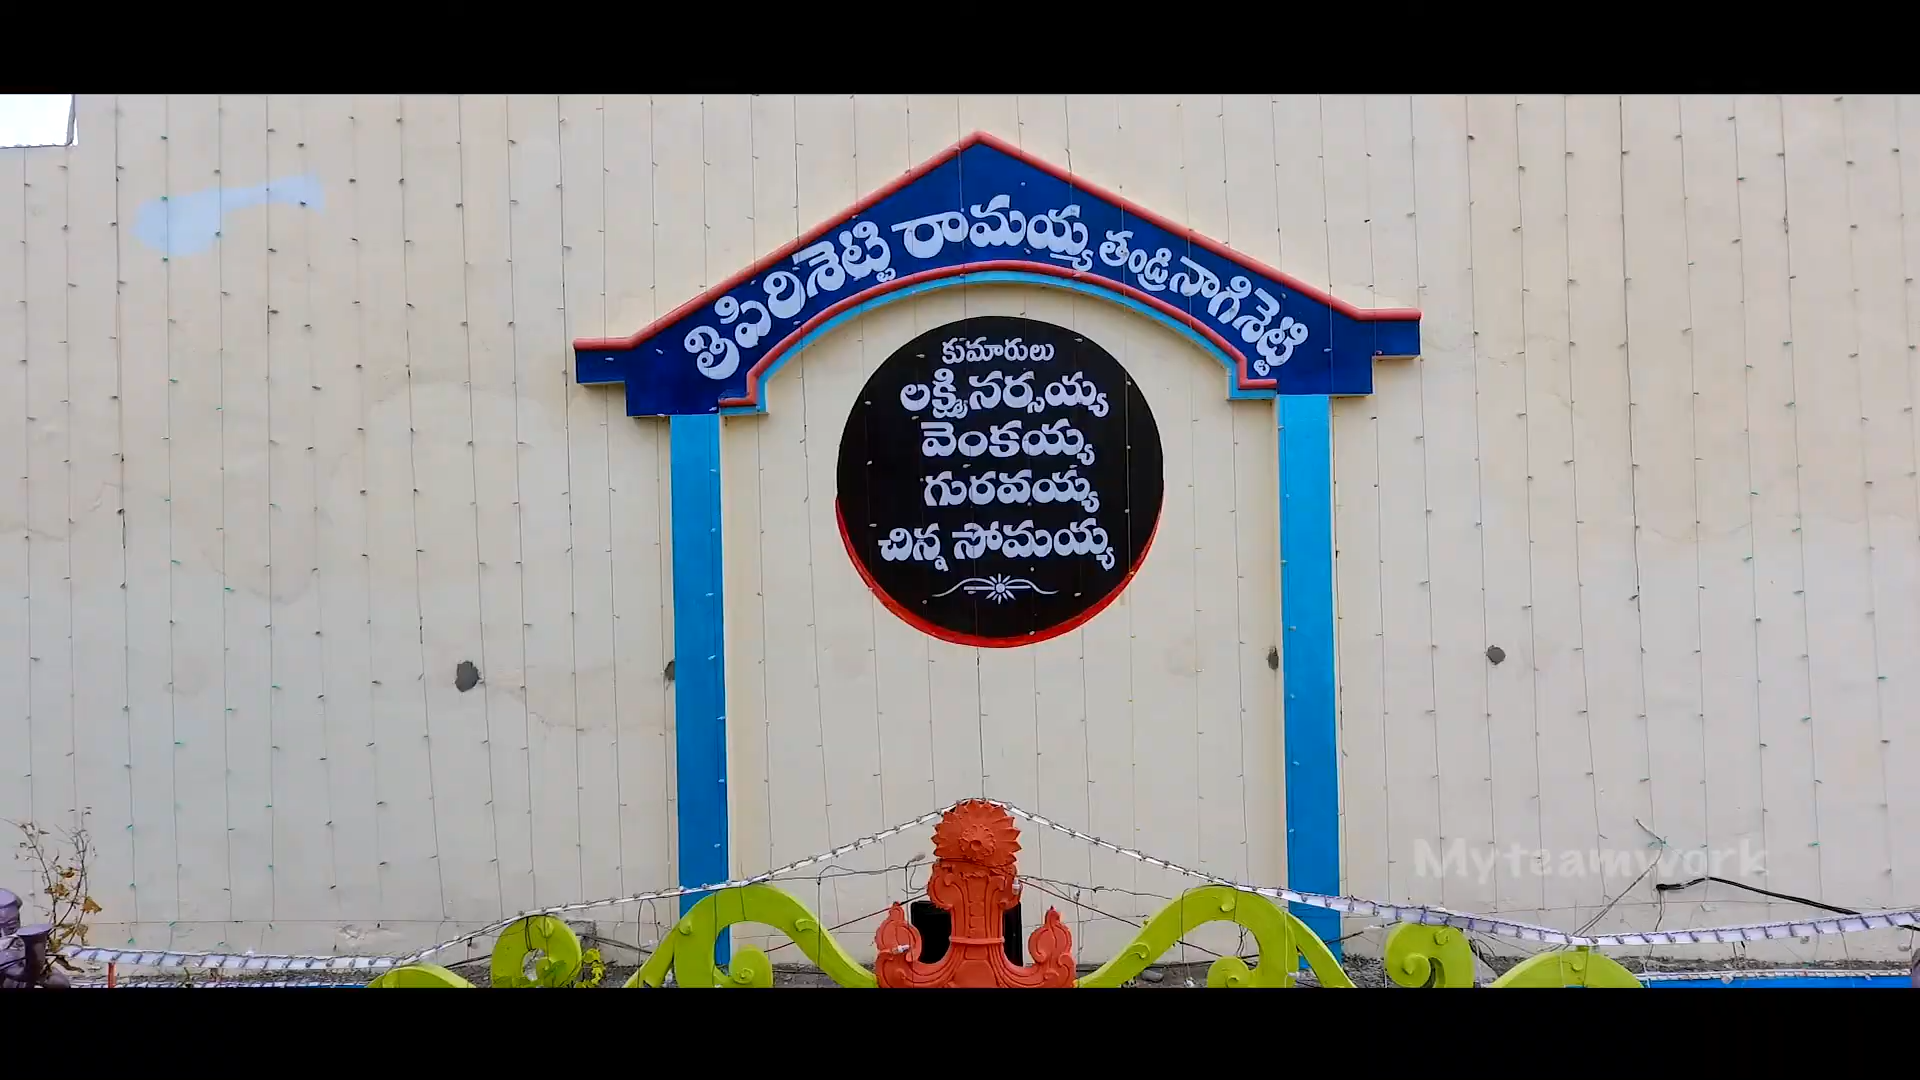 తిపిరిశెట్టి రామయ్య తండ్రి నాగిశెట్టి
కుమారులు
లక్ష్మినర్సయ్య
వెంకయ్య
గురవయ్య
చిన్న సోమయ్య
Myteamwork